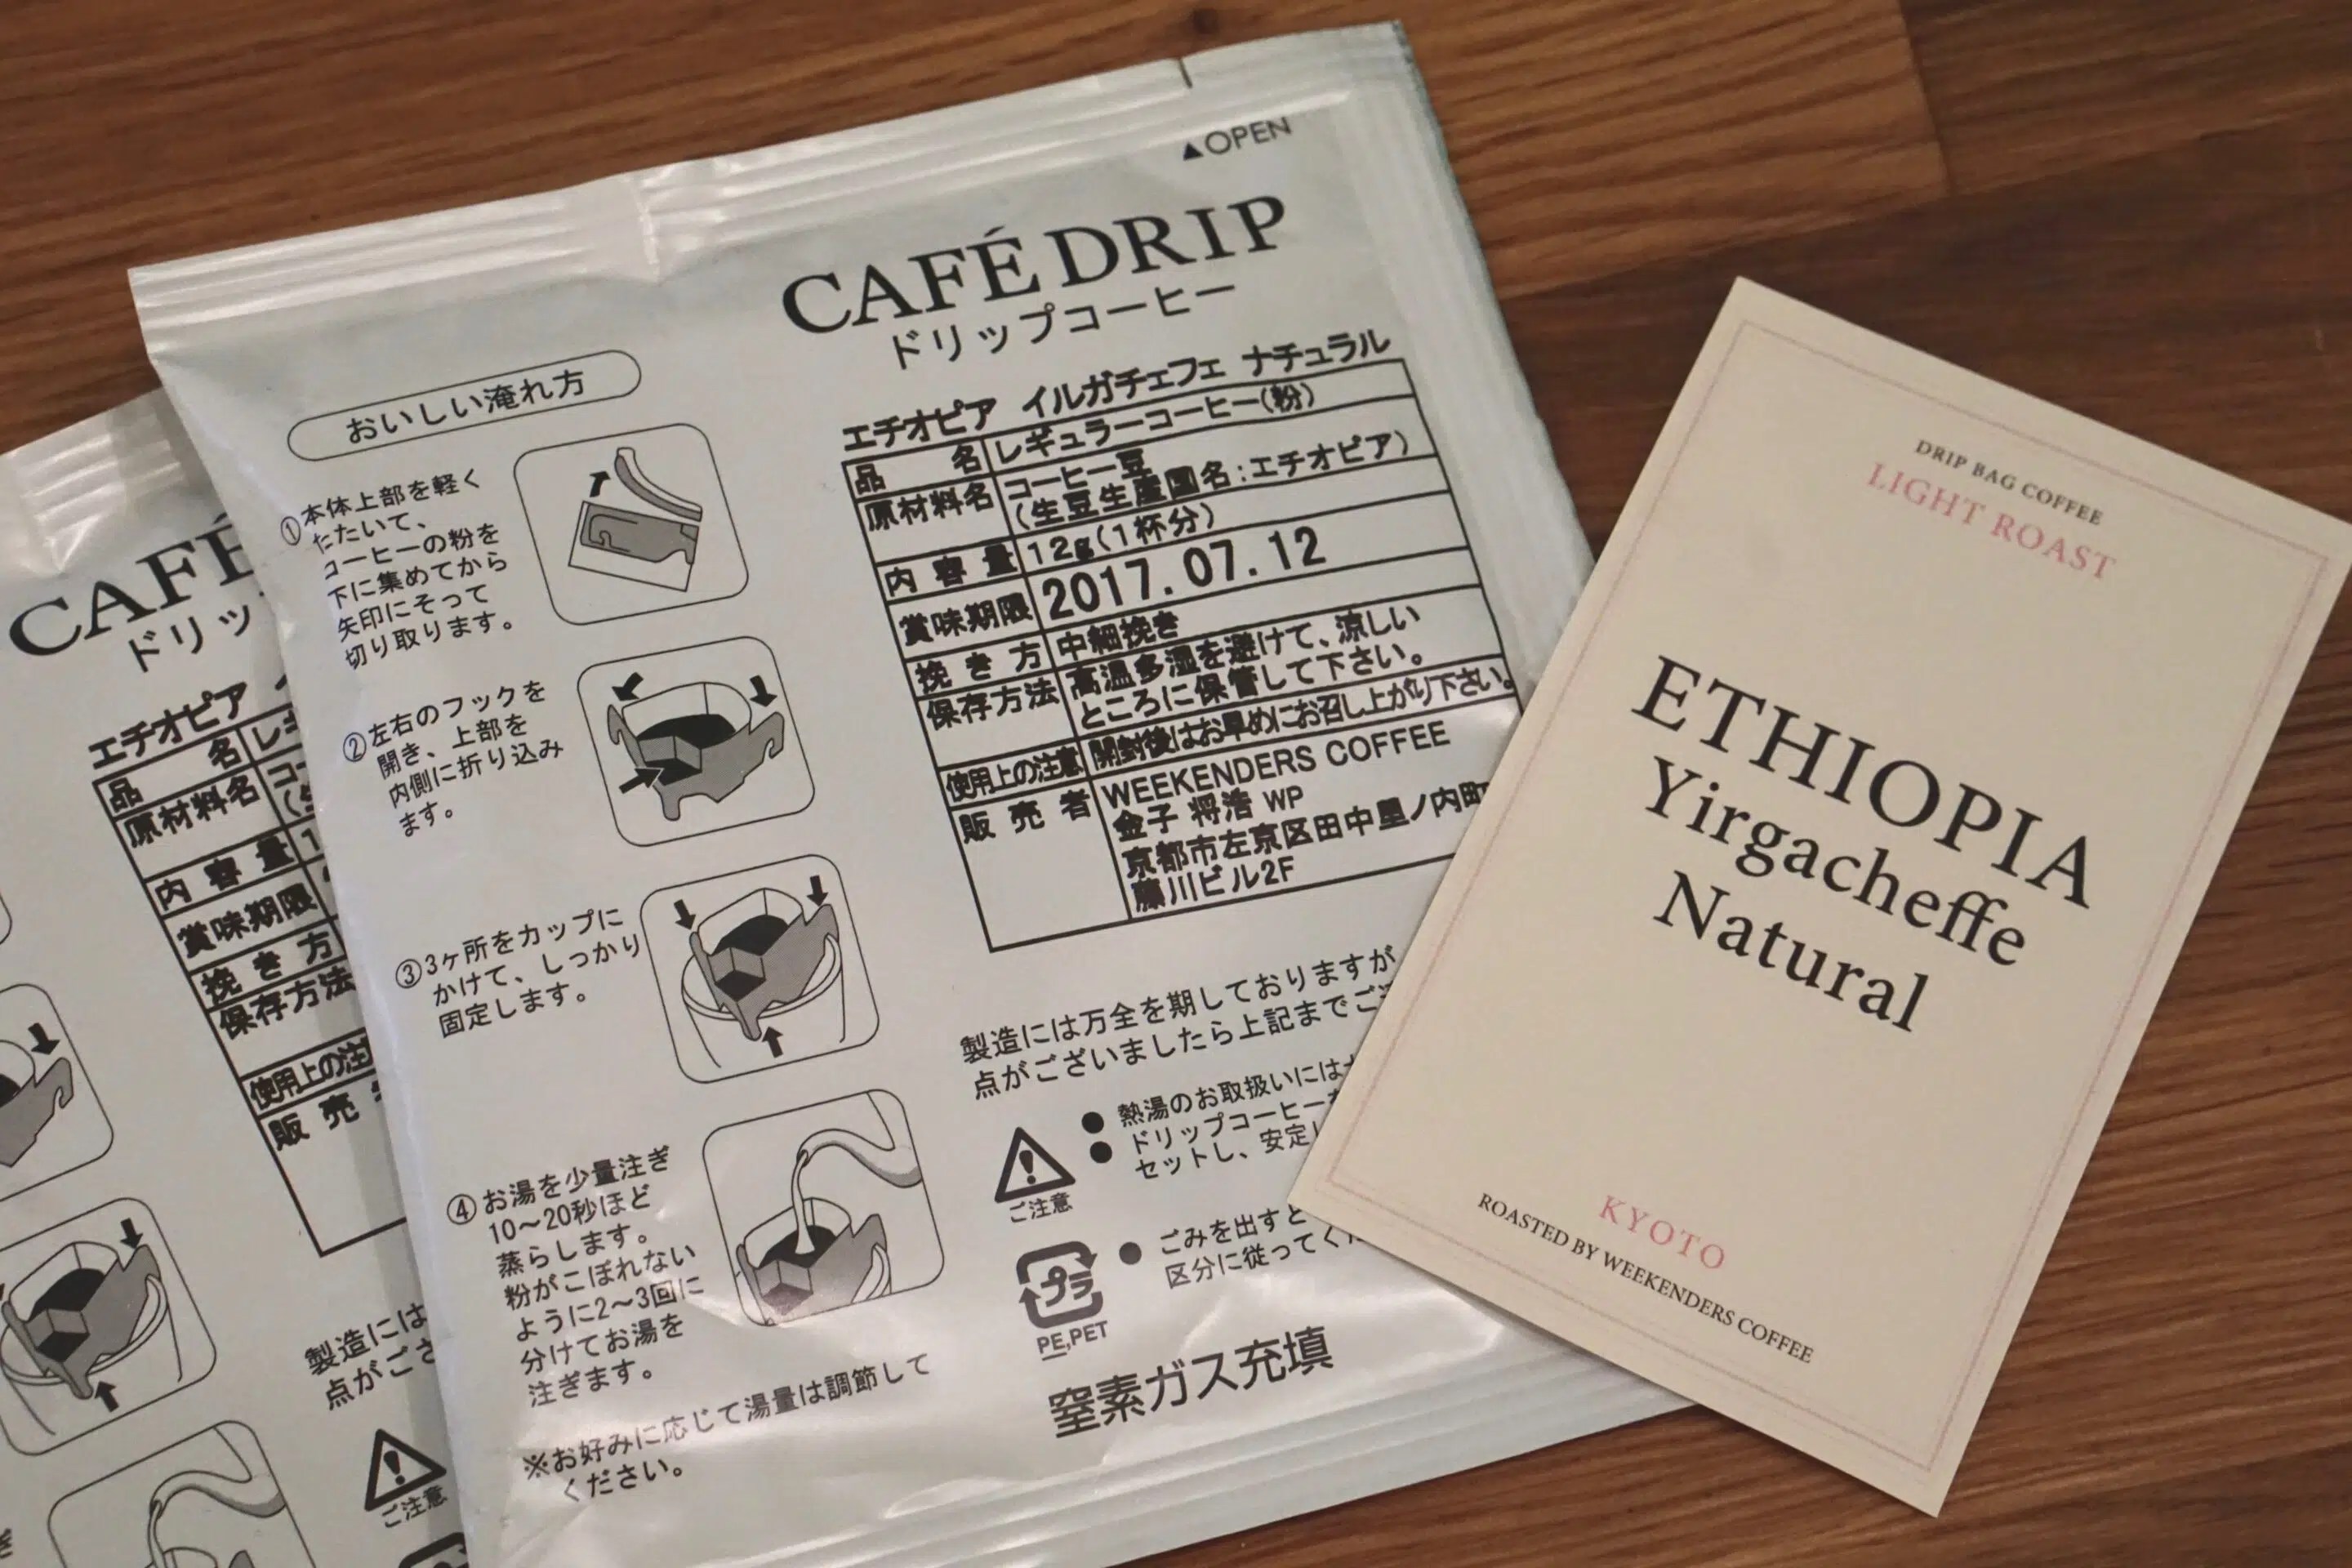 ▲OPEN
CAFÉ DRIP
ドリップコーヒー
おいしい淹れ方
①本体上部を軽く
たたいて、
コーヒーの粉を
下に集めてから
矢印にそって
切り取ります。
②左右のフックを
開き、上部を
内側に折り込み
ます。
③3ヶ所をカップに
かけて、しっかり
固定します。
④お湯を少量注ぎ
10～20秒ほど
蒸らします。
粉がこぼれない
ように2～3回に
分けてお湯を
注ぎます。
※お好みに応じて湯量は調節して
ください。
エチオピア イルガチェフェ ナチュラル
品名 レギュラーコーヒー(粉)
原材料名 コーヒー豆
(生豆生産国名:エチオピア)
内容量 12g(1杯分)
賞味期限 2017.07.12
挽き方 中細挽き
保存方法 高温多湿を避けて、涼しい
ところに保管して下さい。
使用上の注意 開封後はお早めにお召し上がり下さい。
販売者 WEEKENDERS COFFEE
金子 将浩 WP
京都市左京区田中里ノ内町
藤川ビル2F
製造には万全を期しておりますが
点がございましたら上記までご
ご注意
●熱湯のお取扱いには
●ドリップコーヒーを
セットし、安定
プラ
PE,PET
●ごみを出すと
区分に従ってく
窒素ガス充填
DRIP BAG COFFEE
LIGHT ROAST
ETHIOPIA
Yirgacheffe
Natural
KYOTO
ROASTED BY WEEKENDERS COFFEE
CAFÉ
ドリッ
エチオピア
品名 レ
原材料名 コ
内容量 1
賞味期限
挽き方
保存方法
使用上の注
販売
製造には
点がござ
ご注意